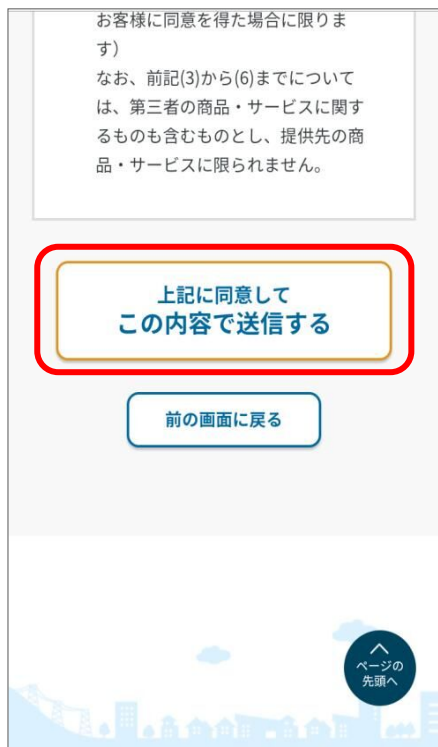 お客様に同意を得た場合に限りま
す）
なお、前記(3)から(6)までについて
は、第三者の商品・サービスに関す
るものも含むものとし、提供先の商
品・サービスに限られません。
上記に同意して
この内容で送信する
前の画面に戻る
ページの
先頭へ